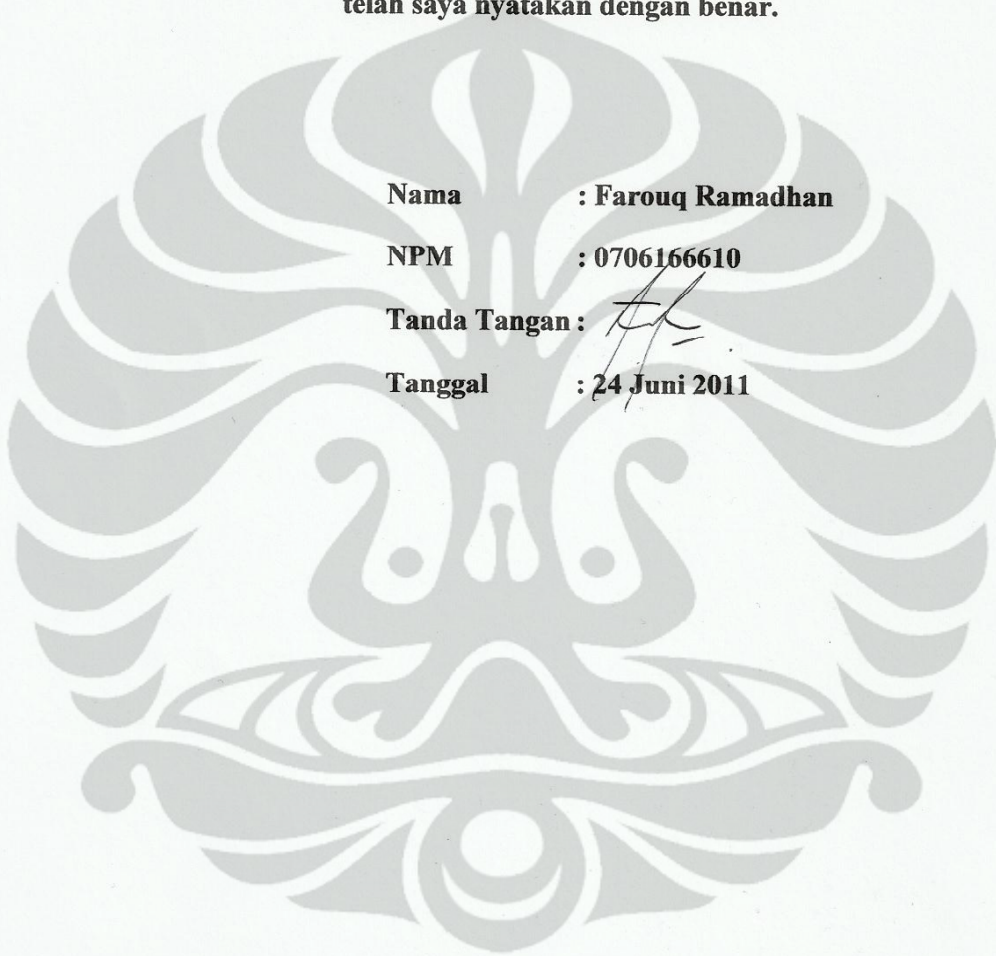 telah saya nyatakan dengan benar.
Nama : Farouq Ramadhan
NPM : 0706166610
Tanda Tangan :
Tanggal : 24 Juni 2011